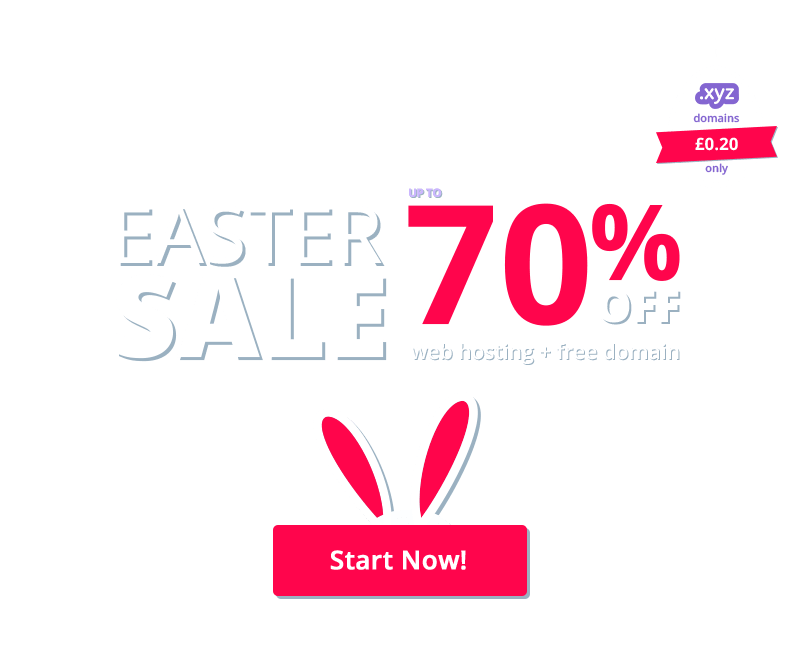 .xyz
domains
£0.20
only
UP TO
EASTER
SALE
70%
OFF
web hosting + free domain
Start Now!